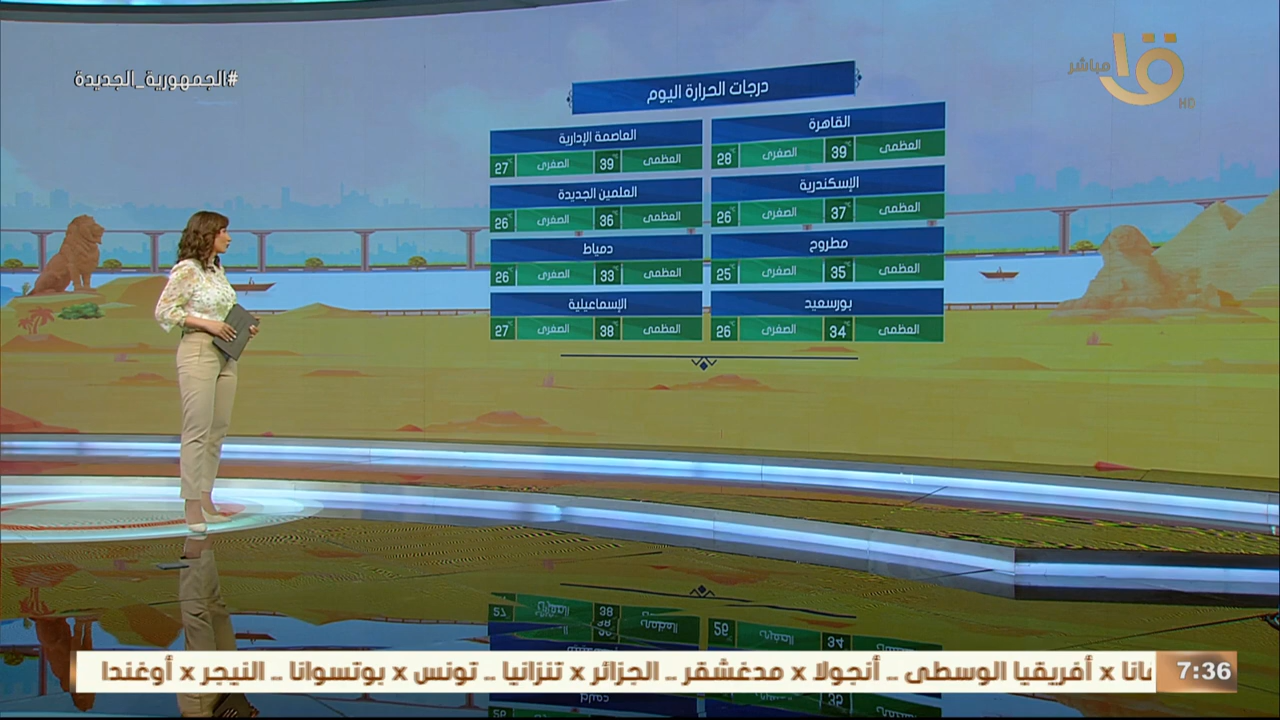 #الجمهورية_الجديدة
مباشر
HD
درجات الحرارة اليوم
القاهرة
العظمى 39°c الصغرى 28°c
العاصمة الإدارية
العظمى 39°c الصغرى 27°c
الإسكندرية
العظمى 37°c الصغرى 26°c
العلمين الجديدة
العظمى 36°c الصغرى 26°c
مطروح
العظمى 35°c الصغرى 25°c
دمياط
العظمى 33°c الصغرى 26°c
بورسعيد
العظمى 34°c الصغرى 26°c
الإسماعيلية
العظمى 38°c الصغرى 27°c
7:36
x أفريقيا الوسطى .. أنجولا x مدغشقر .. الجزائر x تنزانيا .. تونس x بوتسوانا .. النيجر x أوغندا